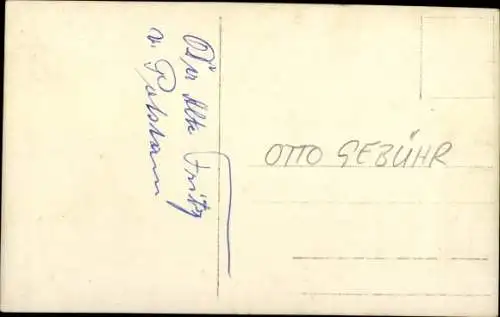 Der Alte Fritz
v. Potsdam
OTTO GEBÜHR